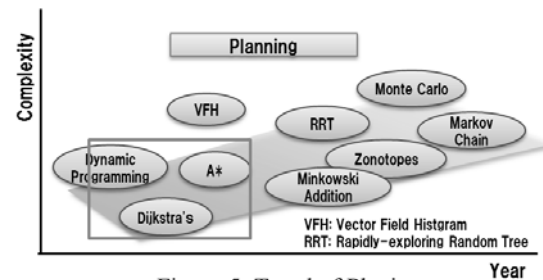 Complexity
Planning
VFH
Monte Carlo
RRT
Markov
Chain
Dynamic
Programming
A*
Zonotopes
Minkowski
Addition
Dijkstra's
VFH: Vector Field Histgram
RRT: Rapidly-exploring Random Tree
Year